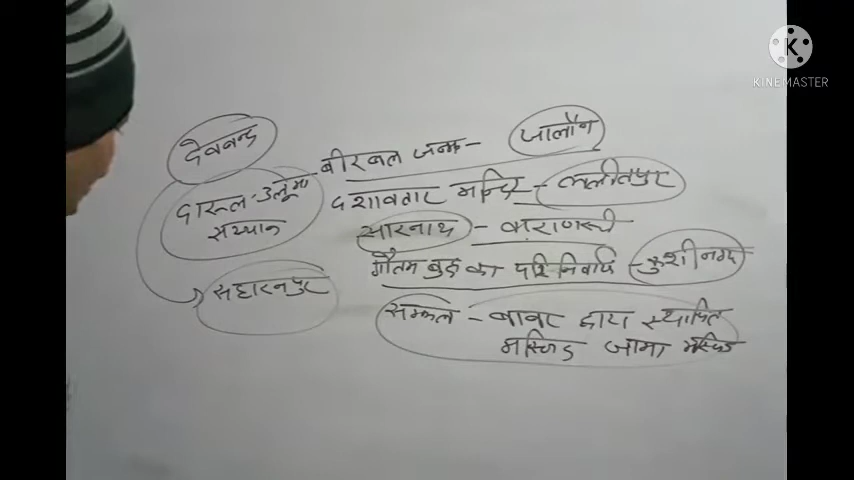 देवबन्द
दारुल-उलूम
संस्थान
सहारनपुर
बीरबल जन्म - जालौन
दशावतार मन्दिर - ललीतपुर
सारनाथ - वाराणसी
गौतम बुद्ध का परिनिर्वाण - कुशीनगर
सम्भल - बाबर द्वारा स्थापित
मस्जिद जामा मस्जिद
KINEMASTER